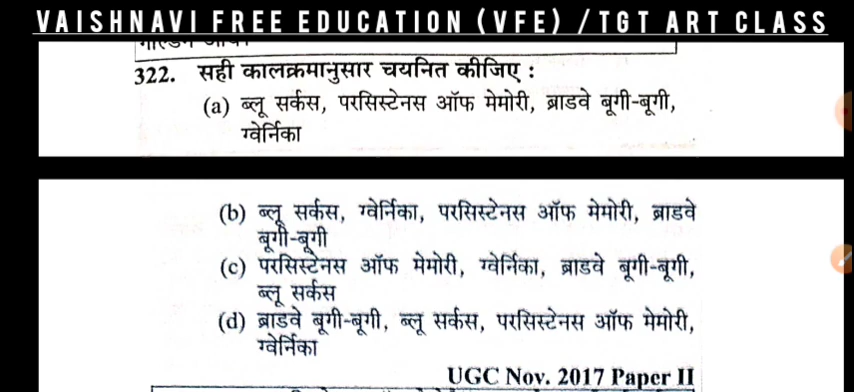 VAISHNAVI FREE EDUCATION (VFE) / TGT ART CLASS
322. सही कालक्रमानुसार चयनित कीजिए :
(a) ब्लू सर्कस, परसिस्टेनस ऑफ मेमोरी, ब्राडवे बूगी-बूगी,
ग्वेर्निका
(b) ब्लू सर्कस, ग्वेर्निका, परसिस्टेनस ऑफ मेमोरी, ब्राडवे
बूगी-बूगी
(c) परसिस्टेनस ऑफ मेमोरी, ग्वेर्निका, ब्राडवे बूगी-बूगी,
ब्लू सर्कस
(d) ब्राडवे बूगी-बूगी, ब्लू सर्कस, परसिस्टेनस ऑफ मेमोरी,
ग्वेर्निका
UGC Nov. 2017 Paper II